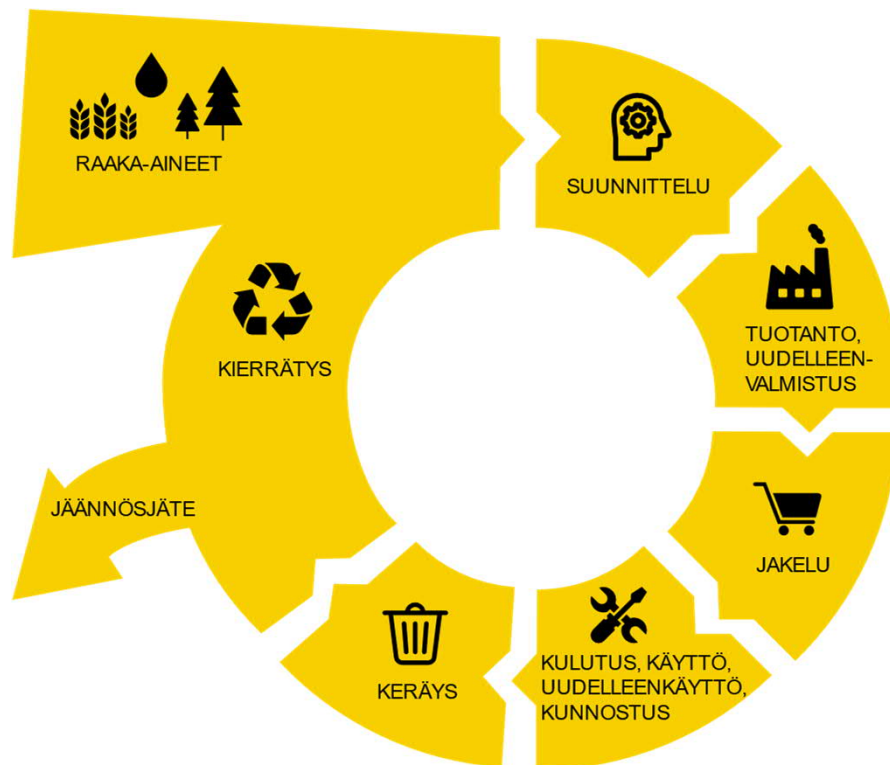 RAAKA-AINEET
SUUNNITTELU
TUOTANTO,
UUDELLEEN-
VALMISTUS
JAKELU
KULUTUS, KÄYTTÖ,
UUDELLEENKÄYTTÖ,
KUNNOSTUS
KERÄYS
KIERRÄTYS
JÄÄNNÖSJÄTE